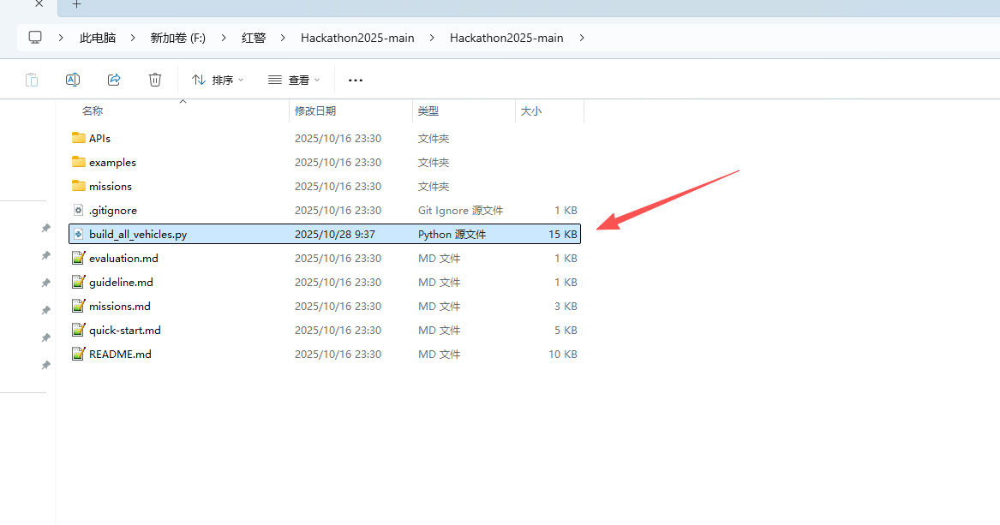 此电脑 > 新加卷 (F:) > 红警 > Hackathon2025-main > Hackathon2025-main >
排序 查看 ...
名称 修改日期 类型 大小
APIs 2025/10/16 23:30 文件夹
examples 2025/10/16 23:30 文件夹
missions 2025/10/16 23:30 文件夹
.gitignore 2025/10/16 23:30 Git Ignore 源文件 1 KB
build_all_vehicles.py 2025/10/28 9:37 Python 源文件 15 KB
evaluation.md 2025/10/16 23:30 MD 文件 1 KB
guideline.md 2025/10/16 23:30 MD 文件 1 KB
missions.md 2025/10/16 23:30 MD 文件 3 KB
quick-start.md 2025/10/16 23:30 MD 文件 5 KB
README.md 2025/10/16 23:30 MD 文件 10 KB